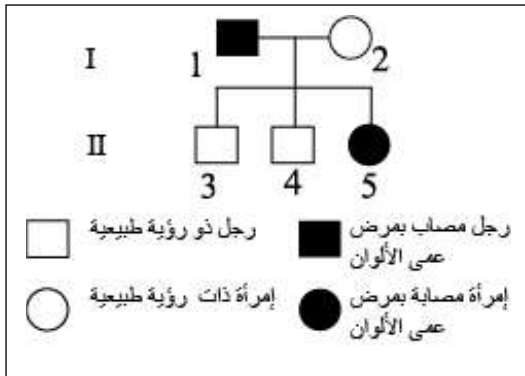 I
1
2
II
3
4
5
رجل ذو رؤية طبيعية
رجل مصاب بمرض
عمى الألوان
إمرأة ذات رؤية طبيعية
إمرأة مصابة بمرض
عمى الألوان